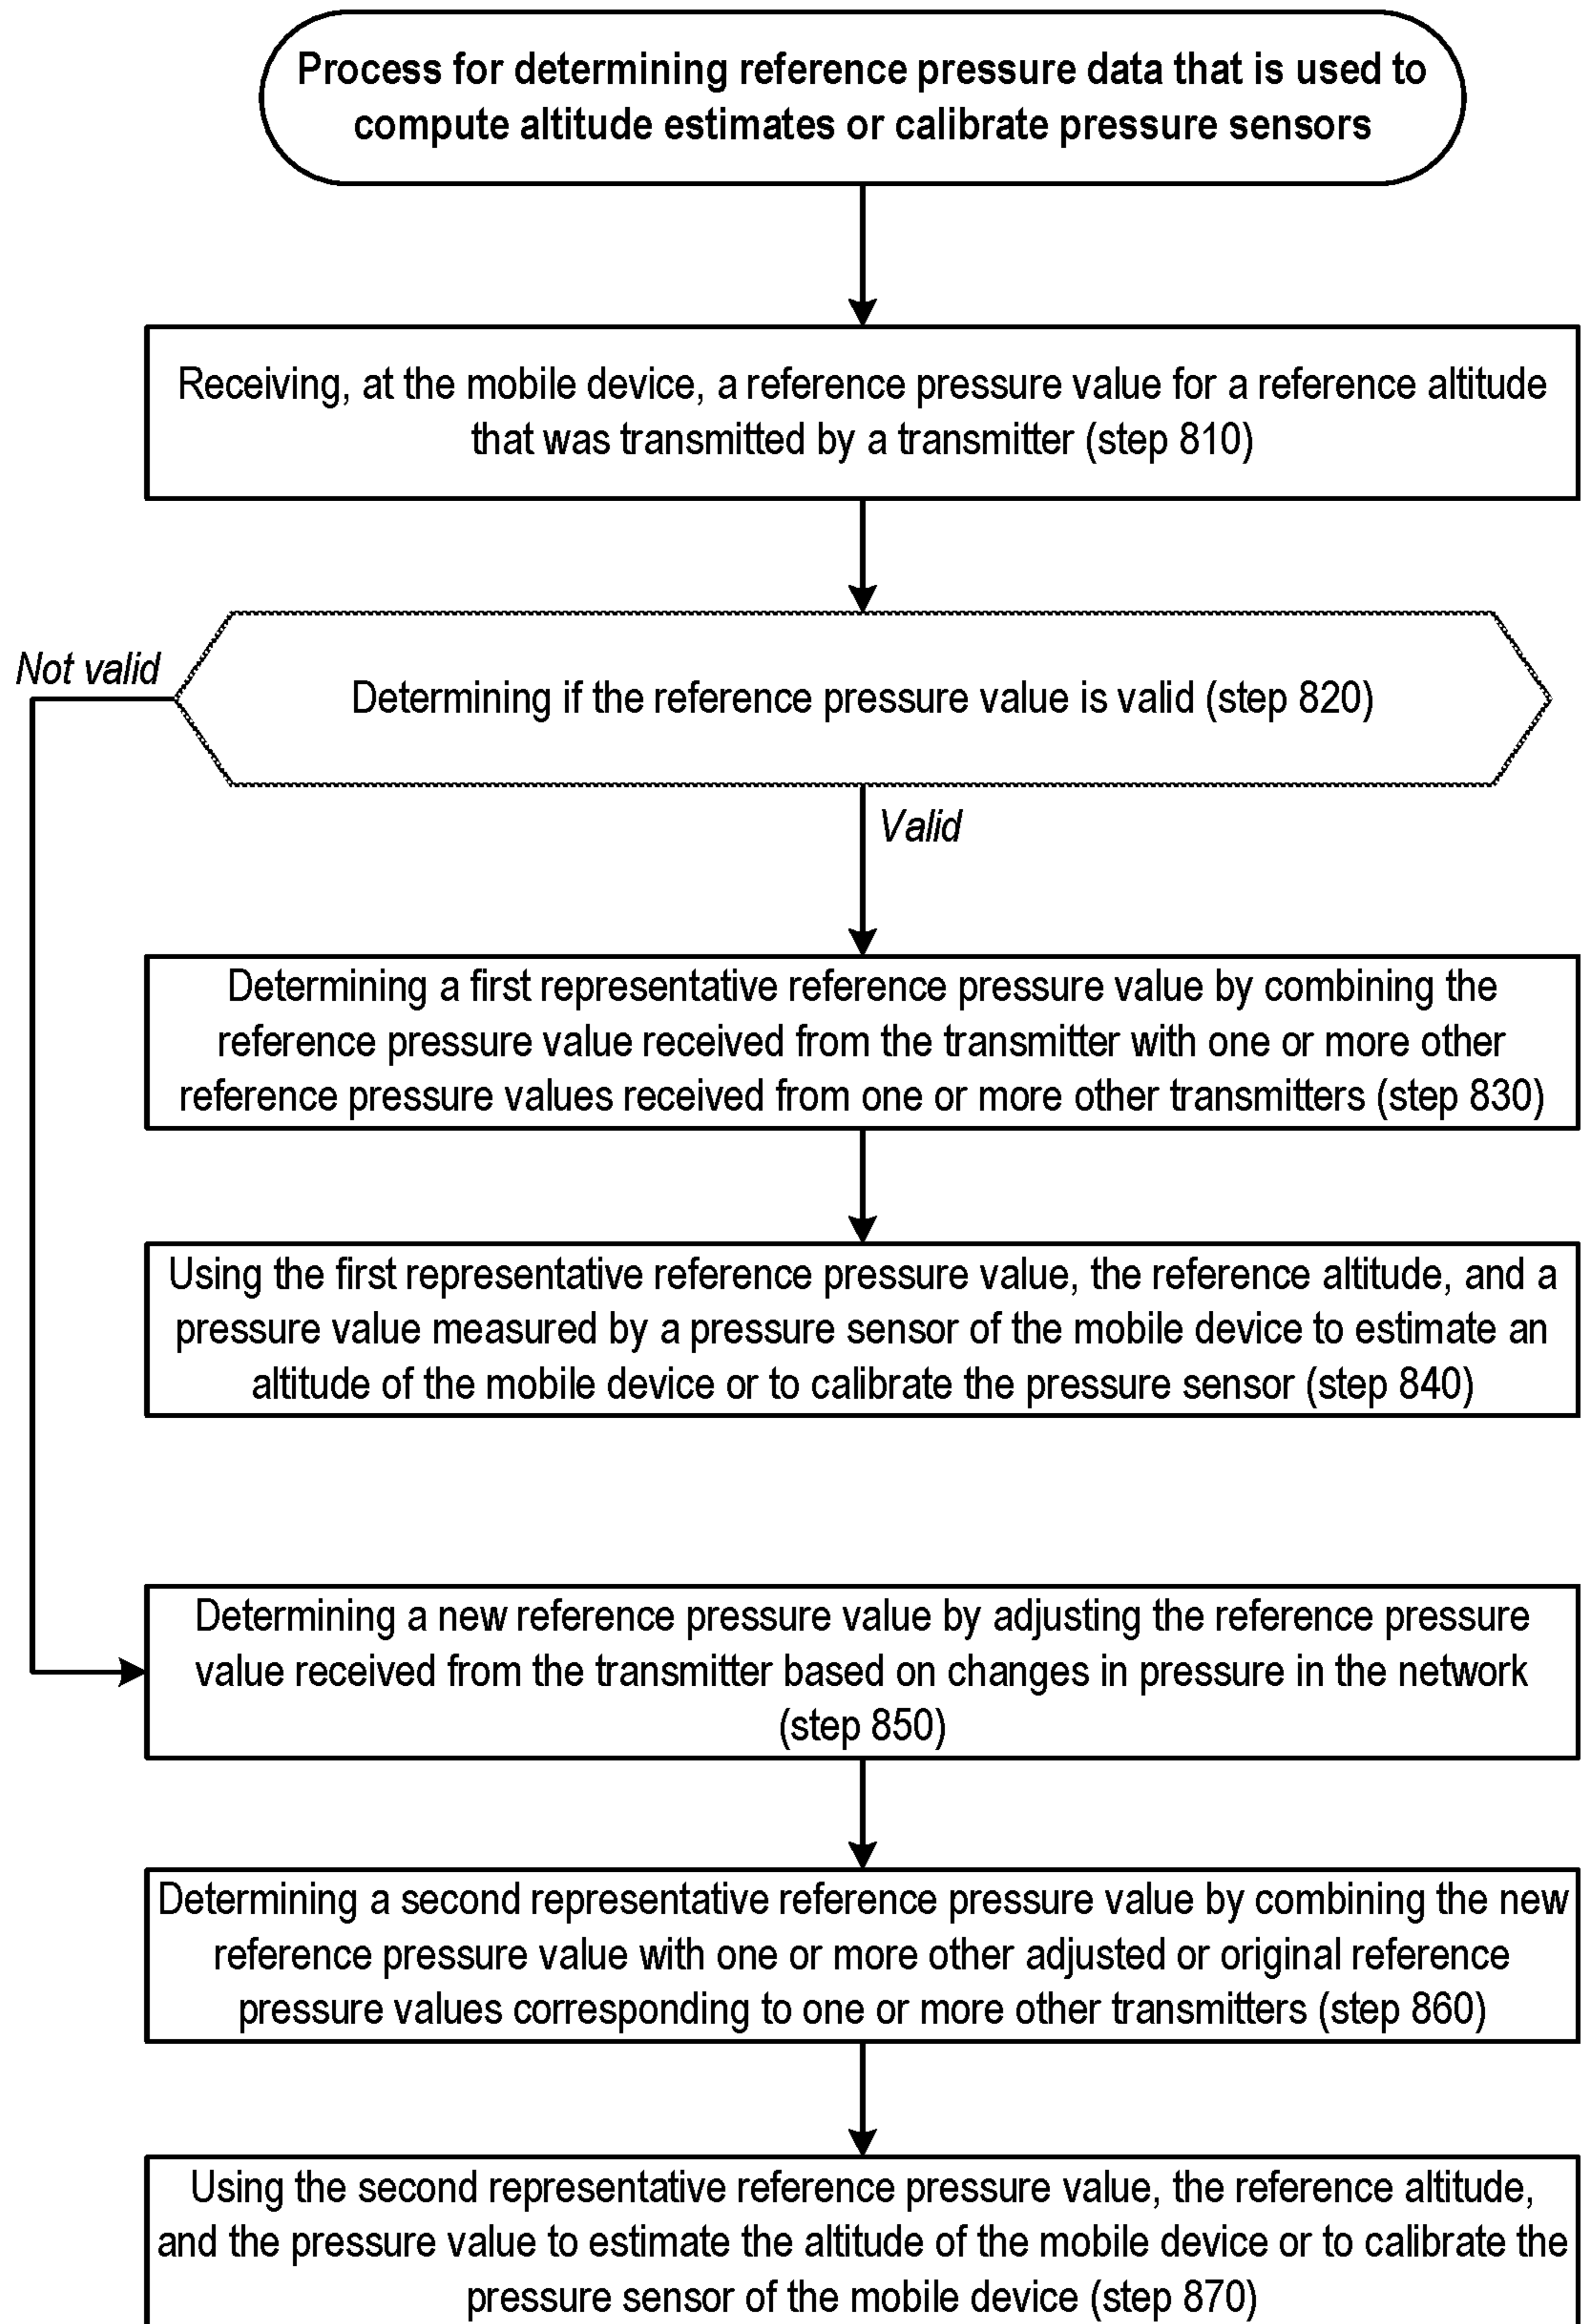 Process for determining reference pressure data that is used to
compute altitude estimates or calibrate pressure sensors
Receiving, at the mobile device, a reference pressure value for a reference altitude
that was transmitted by a transmitter (step 810)
Not valid
Determining if the reference pressure value is valid (step 820)
Valid
Determining a first representative reference pressure value by combining the
reference pressure value received from the transmitter with one or more other
reference pressure values received from one or more other transmitters (step 830)
Using the first representative reference pressure value, the reference altitude, and a
pressure value measured by a pressure sensor of the mobile device to estimate an
altitude of the mobile device or to calibrate the pressure sensor (step 840)
Determining a new reference pressure value by adjusting the reference pressure
value received from the transmitter based on changes in pressure in the network
(step 850)
Determining a second representative reference pressure value by combining the new
reference pressure value with one or more other adjusted or original reference
pressure values corresponding to one or more other transmitters (step 860)
Using the second representative reference pressure value, the reference altitude,
and the pressure value to estimate the altitude of the mobile device or to calibrate the
pressure sensor of the mobile device (step 870)